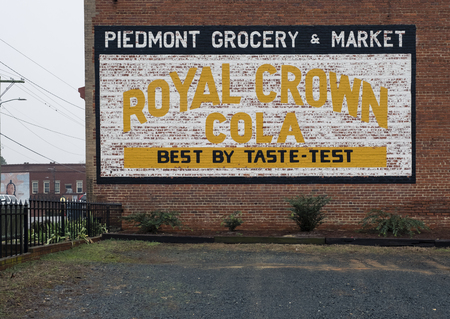 PIEDMONT GROCERY & MARKET
ROYAL CROWN
COLA
BEST BY TASTE-TEST